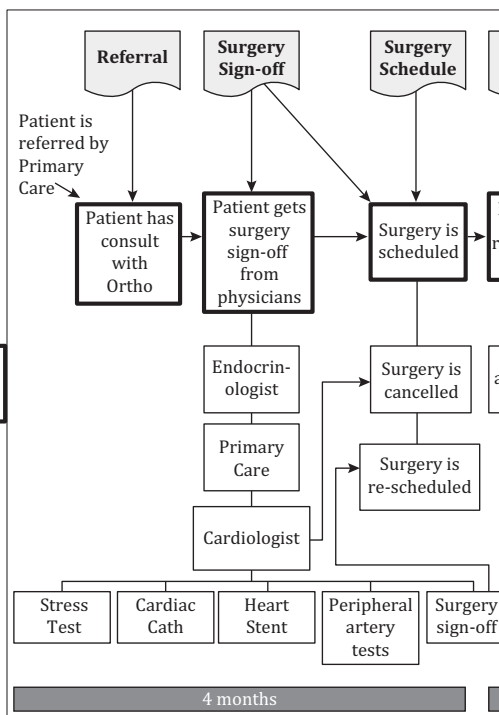 Referral
Surgery
Sign-off
Surgery
Schedule
Patient is
referred by
Primary
Care
Patient has
consult
with
Ortho
Patient gets
surgery
sign-off
from
physicians
Surgery is
scheduled
Endocrin-
ologist
Surgery is
cancelled
Primary
Care
Surgery is
re-scheduled
Cardiologist
Stress
Test
Cardiac
Cath
Heart
Stent
Peripheral
artery
tests
Surgery
sign-off
4 months